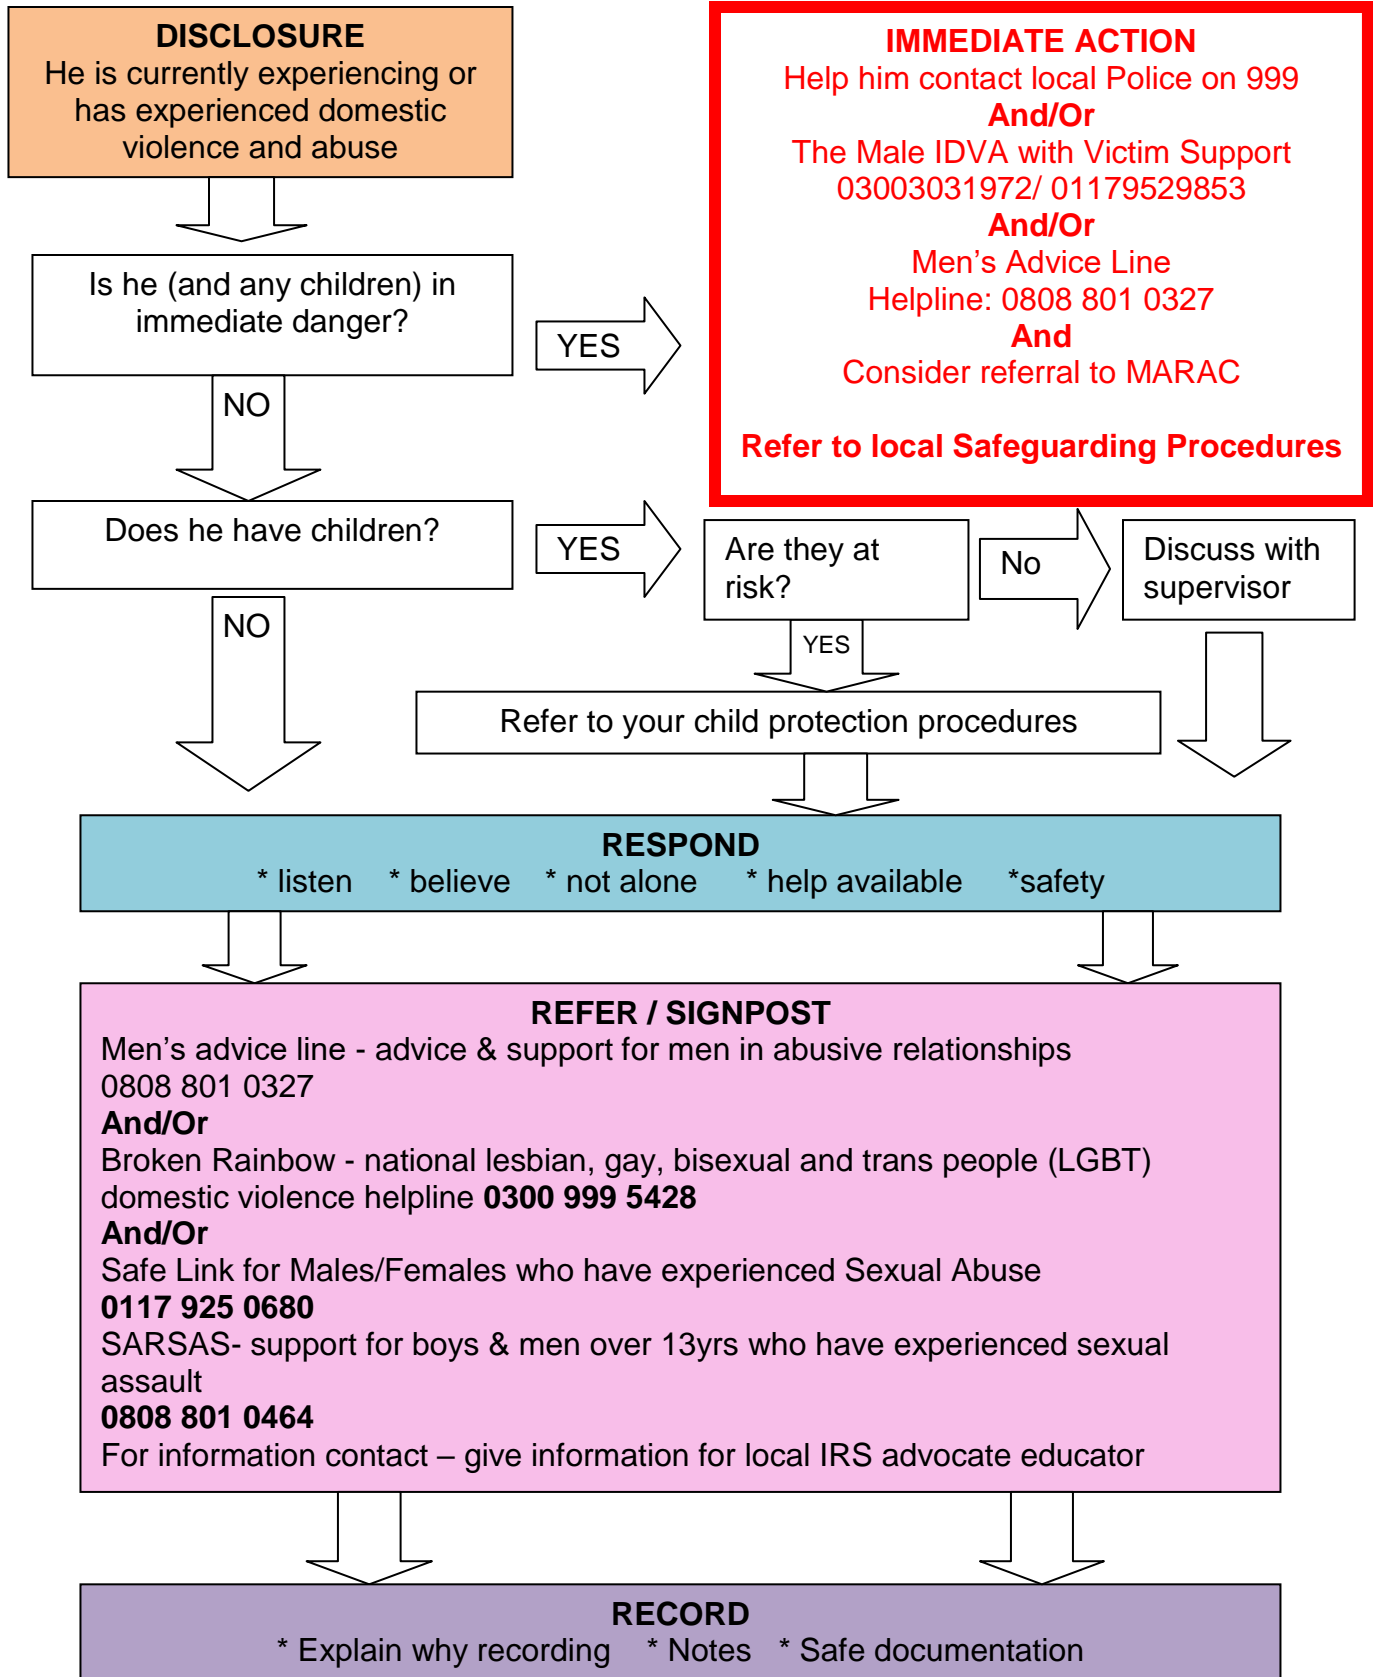 DISCLOSURE
He is currently experiencing or
has experienced domestic
violence and abuse
IMMEDIATE ACTION
Help him contact local Police on 999
And/Or
The Male IDVA with Victim Support
03003031972/ 01179529853
And/Or
Men’s Advice Line
Helpline: 0808 801 0327
And
Consider referral to MARAC
Refer to local Safeguarding Procedures
Is he (and any children) in
immediate danger?
YES
NO
Does he have children?
YES
Are they at
risk?
No
Discuss with
supervisor
NO
YES
Refer to your child protection procedures
RESPOND
* listen * believe * not alone * help available *safety
REFER / SIGNPOST
Men’s advice line - advice & support for men in abusive relationships
0808 801 0327
And/Or
Broken Rainbow - national lesbian, gay, bisexual and trans people (LGBT)
domestic violence helpline 0300 999 5428
And/Or
Safe Link for Males/Females who have experienced Sexual Abuse
0117 925 0680
SARSAS- support for boys & men over 13yrs who have experienced sexual
assault
0808 801 0464
For information contact – give information for local IRS advocate educator
RECORD
* Explain why recording * Notes * Safe documentation